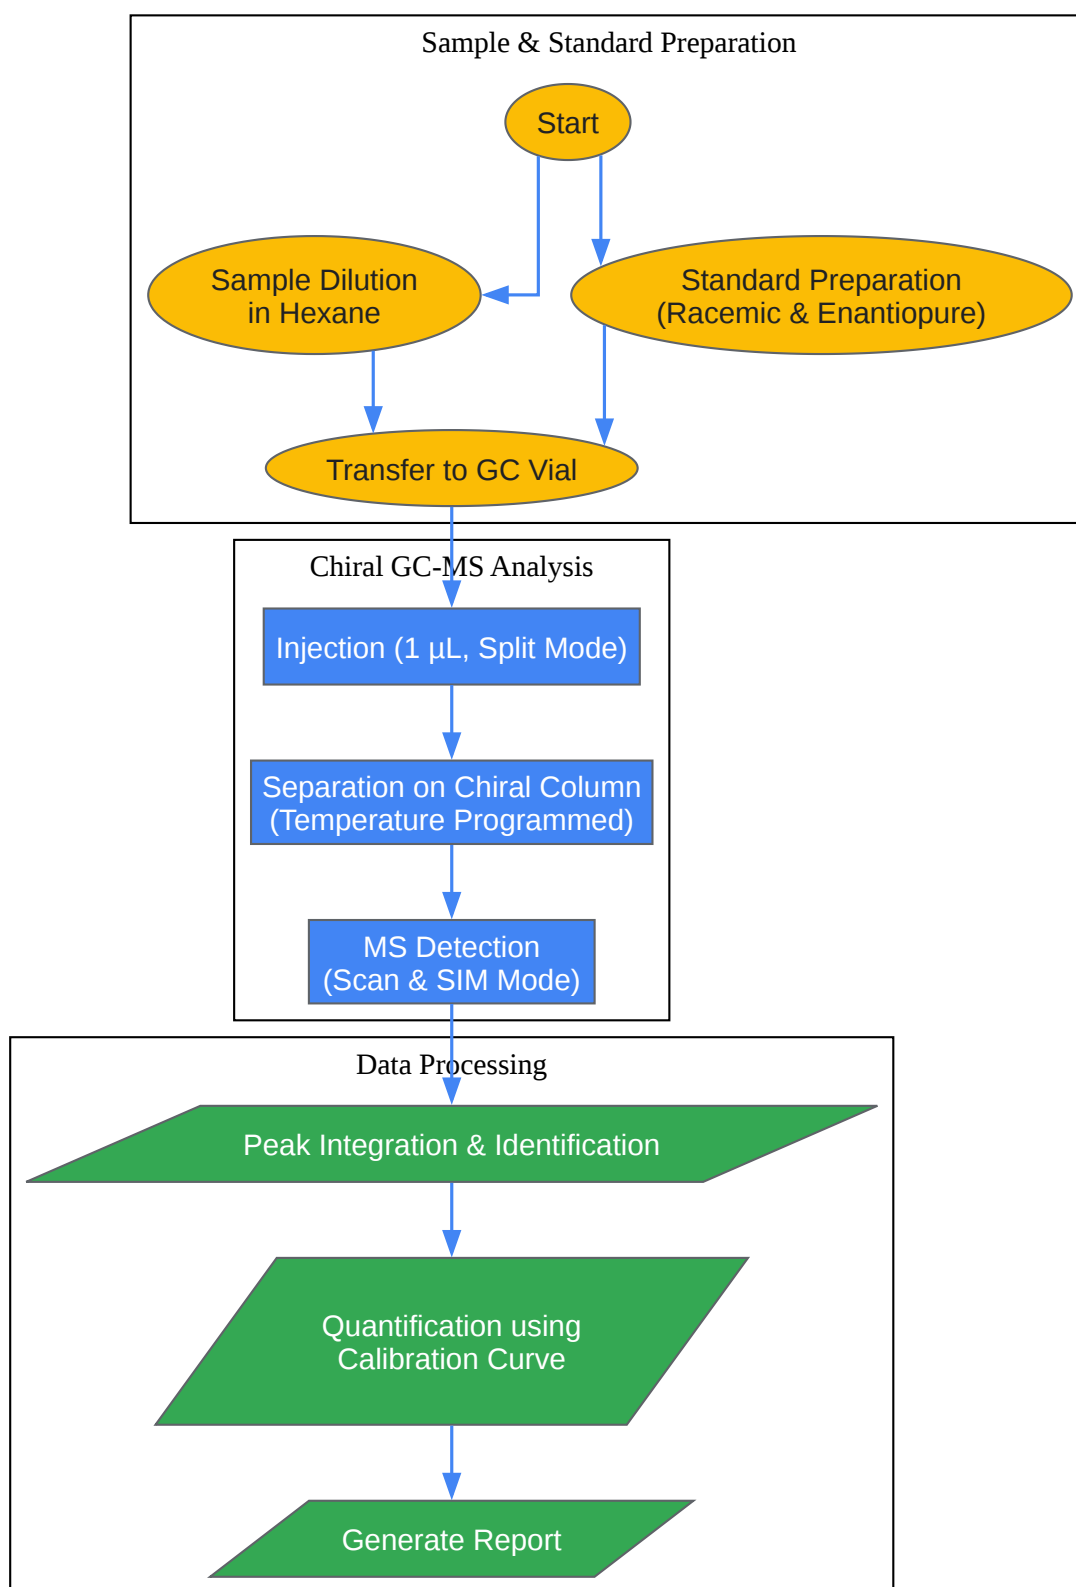 Sample & Standard Preparation
Start
Sample Dilution
in Hexane
Standard Preparation
(Racemic & Enantiopure)
Transfer to GC Vial
Chiral GC-MS Analysis
Injection (1 µL, Split Mode)
Separation on Chiral Column
(Temperature Programmed)
MS Detection
(Scan & SIM Mode)
Data Processing
Peak Integration & Identification
Quantification using
Calibration Curve
Generate Report